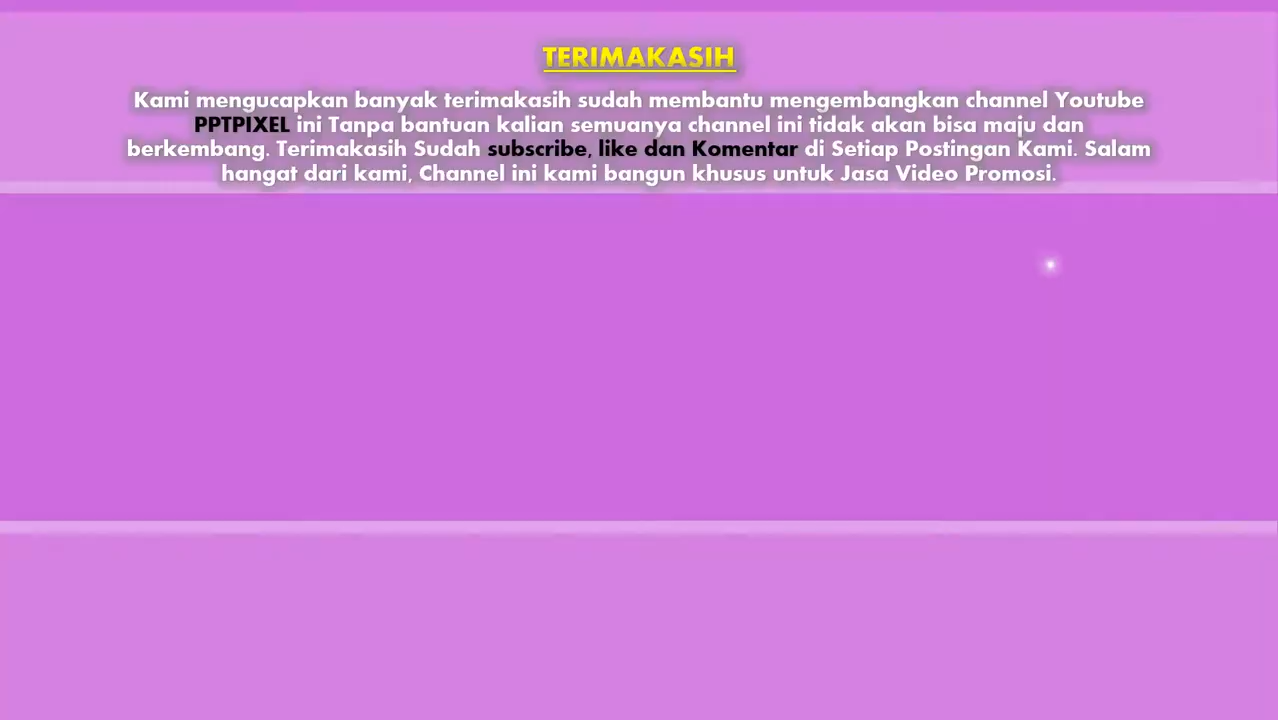 TERIMAKASIH
Kami mengucapkan banyak terimakasih sudah membantu mengembangkan channel Youtube
PPTPIXEL ini Tanpa bantuan kalian semuanya channel ini tidak akan bisa maju dan
berkembang. Terimakasih Sudah subscribe, like dan Komentar di Setiap Postingan Kami. Salam
hangat dari kami, Channel ini kami bangun khusus untuk Jasa Video Promosi.